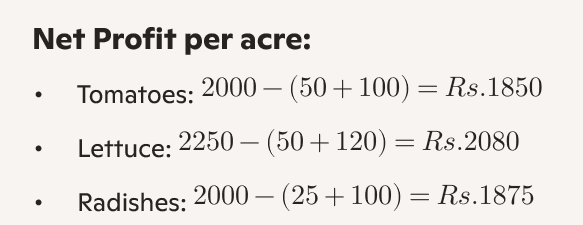 Net Profit per acre:
• Tomatoes: 2000 – (50 + 100) = Rs.1850
• Lettuce: 2250 – (50 + 120) = Rs.2080
• Radishes: 2000 – (25 + 100) = Rs.1875